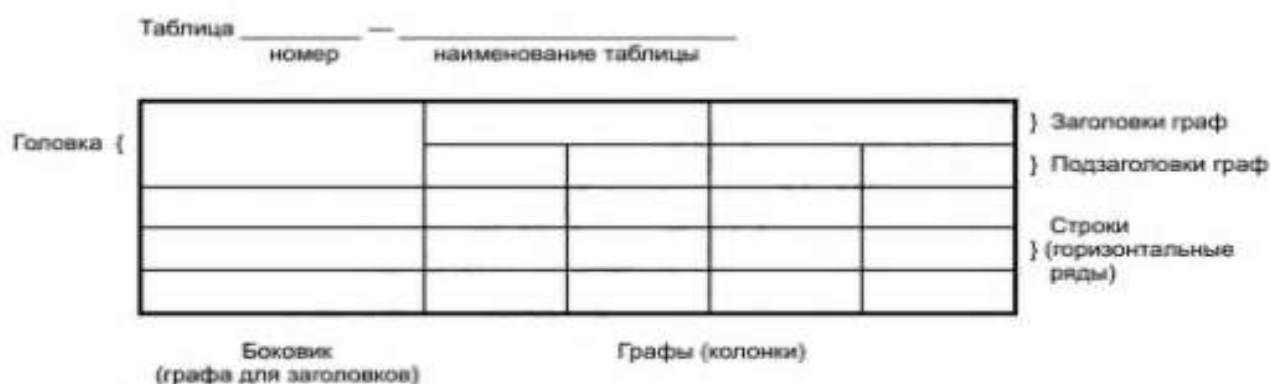 Таблица __________ — ____________________________
номер наименование таблицы
Головка {
} Заголовки граф
} Подзаголовки граф
Строки
} (горизонтальные
ряды)
Боковик
(графа для заголовков)
Графы (колонки)